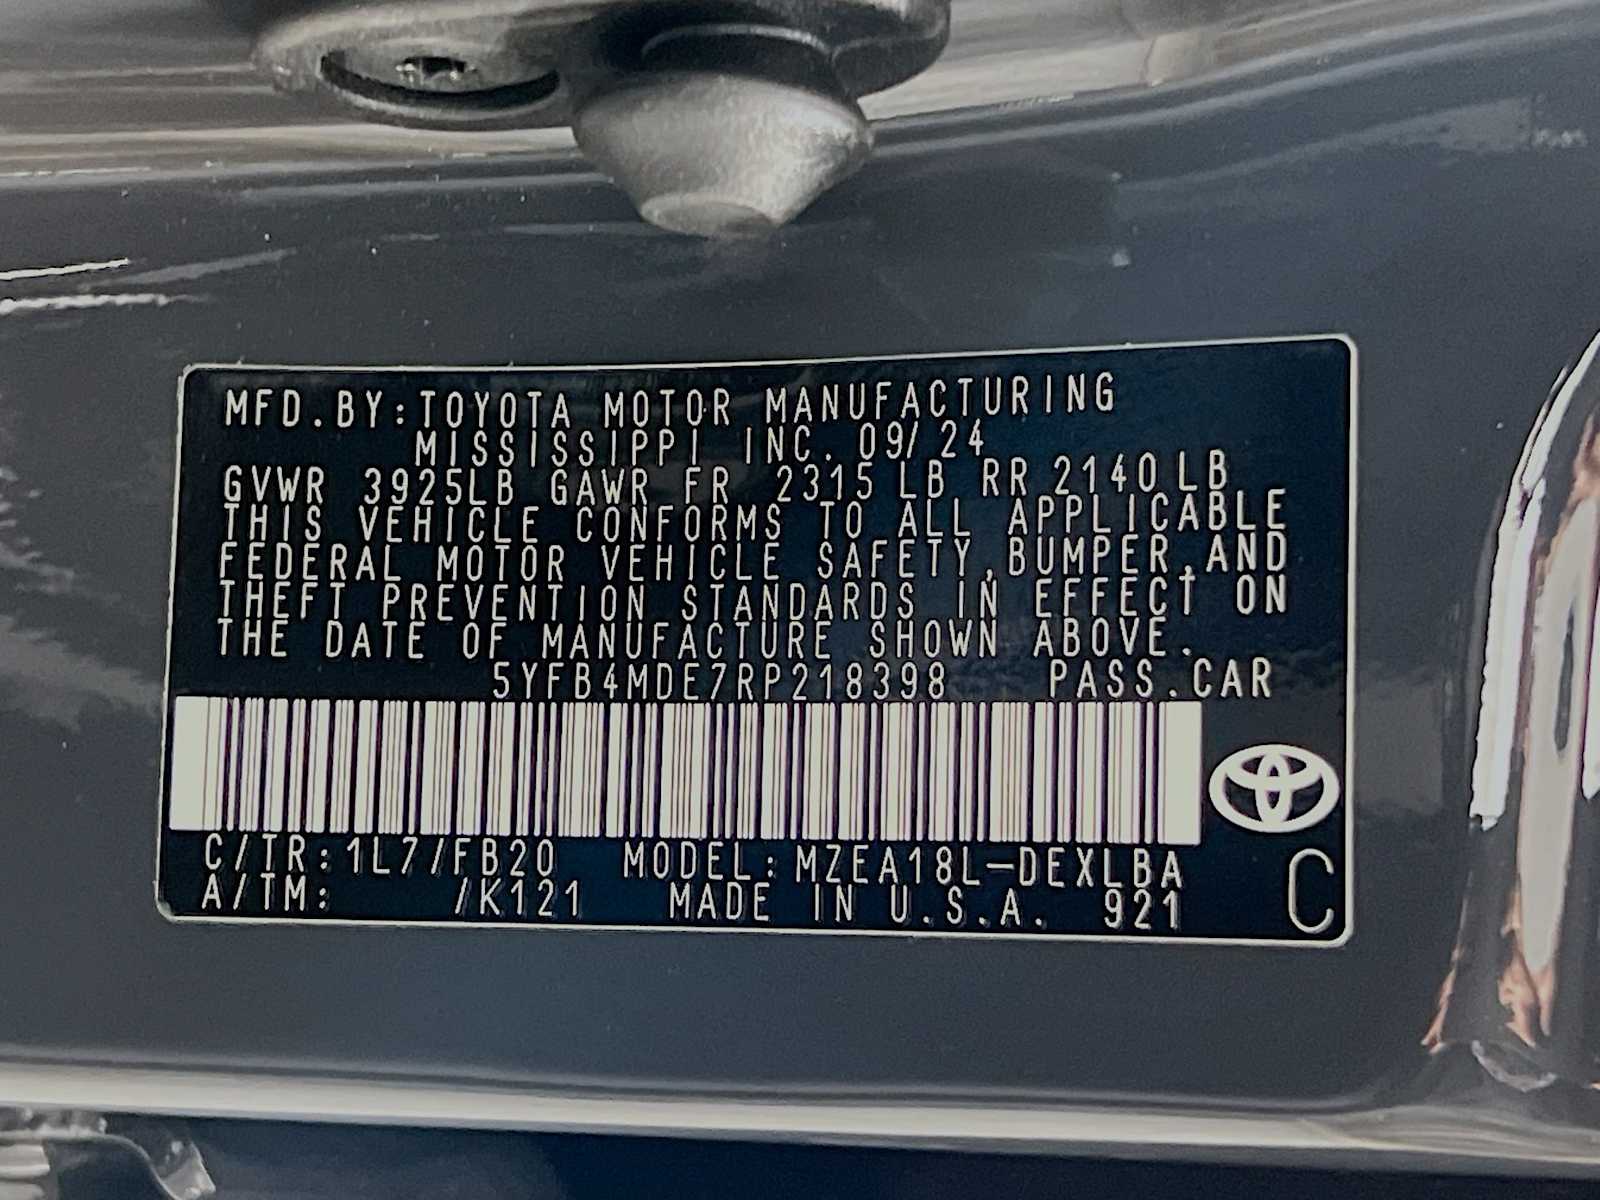 MFD.BY:TOYOTA MOTOR MANUFACTURING
MISSISSIPPI INC. 09/24
GVWR 3925LB GAWR FR 2315LB RR 2140LB
THIS VEHICLE CONFORMS TO ALL APPLICABLE
FEDERAL MOTOR VEHICLE SAFETY,BUMPER,AND
THEFT PREVENTION STANDARDS IN EFFECT ON
THE DATE OF MANUFACTURE SHOWN ABOVE.
5YFB4MDE7RP218398 PASS.CAR
C/TR:1L7/FB20 MODEL:MZEA18L-DEXLBA
A/TM: /K121 MADE IN U.S.A. 921
C